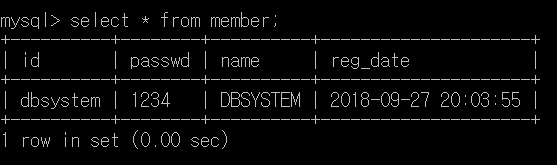 mysql> select * from member;
+----------+--------+----------+---------------------+
| id | passwd | name | reg_date |
+----------+--------+----------+---------------------+
| dbsystem | 1234 | DBSYSTEM | 2018-09-27 20:03:55 |
+----------+--------+----------+---------------------+
1 row in set (0.00 sec)